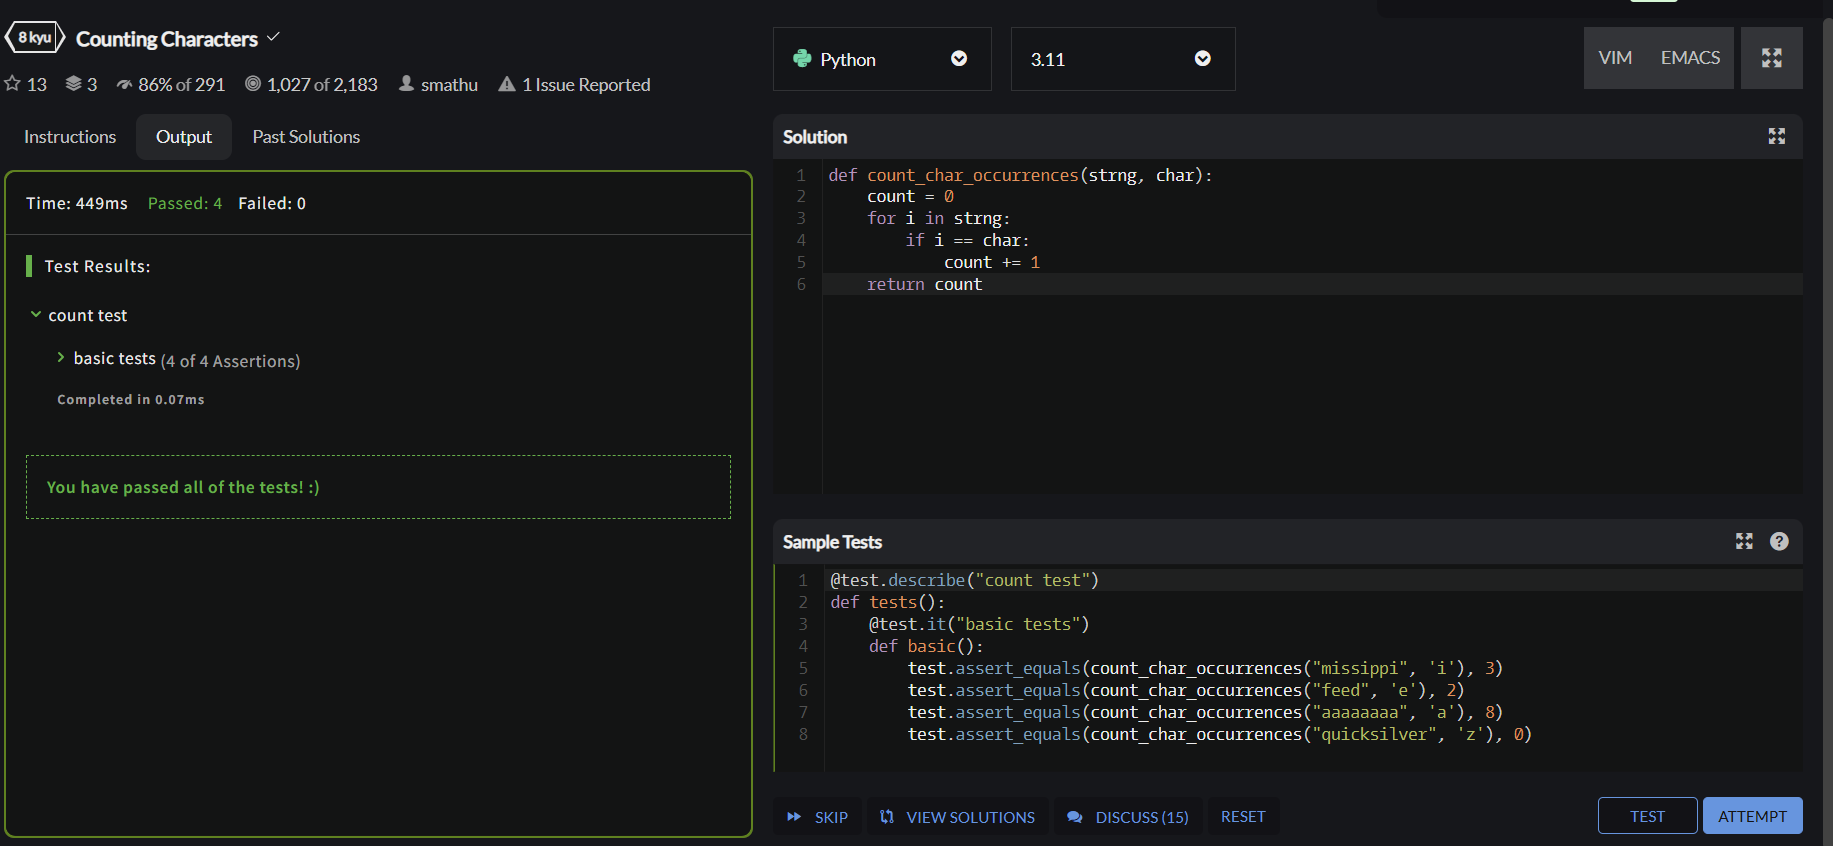 8 kyu Counting Characters
13 3 86% of 291 1,027 of 2,183 smathu 1 Issue Reported
Instructions Output Past Solutions
Time: 449ms Passed: 4 Failed: 0
Test Results:
count test
basic tests (4 of 4 Assertions)
Completed in 0.07ms
You have passed all of the tests! :)
Python 3.11 VIM EMACS
Solution
1 def count_char_occurrences(strng, char):
2     count = 0
3     for i in strng:
4         if i == char:
5             count += 1
6     return count
Sample Tests ?
1 @test.describe("count test")
2 def tests():
3     @test.it("basic tests")
4     def basic():
5         test.assert_equals(count_char_occurrences("missippi", 'i'), 3)
6         test.assert_equals(count_char_occurrences("feed", 'e'), 2)
7         test.assert_equals(count_char_occurrences("aaaaaaaa", 'a'), 8)
8         test.assert_equals(count_char_occurrences("quicksilver", 'z'), 0)
SKIP VIEW SOLUTIONS DISCUSS (15) RESET TEST ATTEMPT